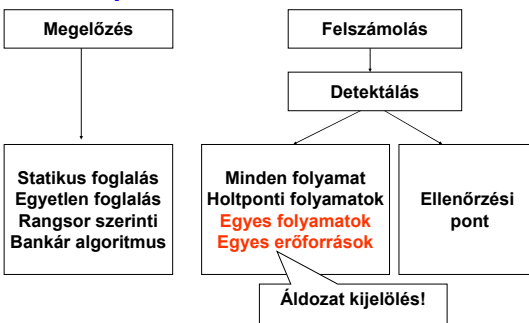 Megelőzés
Felszámolás
Detektálás
Statikus foglalás
Egyetlen foglalás
Rangsor szerinti
Bankár algoritmus
Minden folyamat
Holtponti folyamatok
Egyes folyamatok
Egyes erőforrások
Ellenőrzési
pont
Áldozat kijelölés!